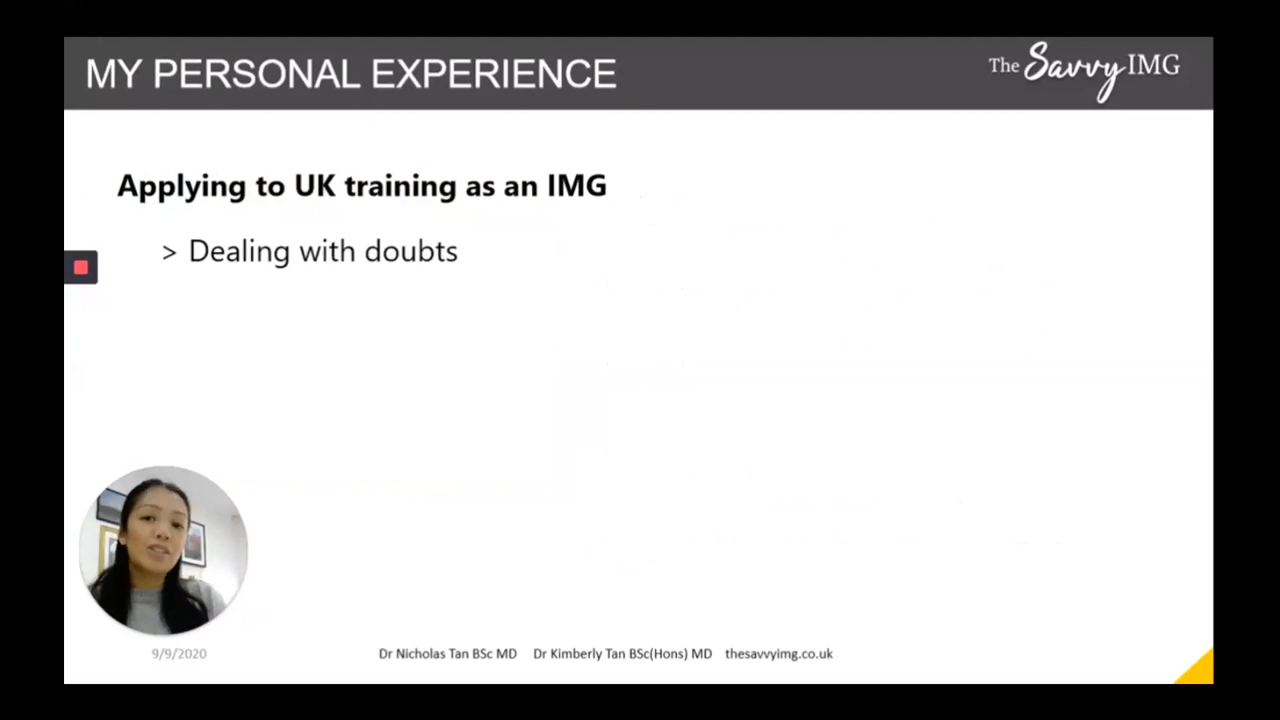 MY PERSONAL EXPERIENCE
The Savvy IMG
Applying to UK training as an IMG
> Dealing with doubts
9/9/2020
Dr Nicholas Tan BSc MD Dr Kimberly Tan BSc(Hons) MD thesavvyimg.co.uk